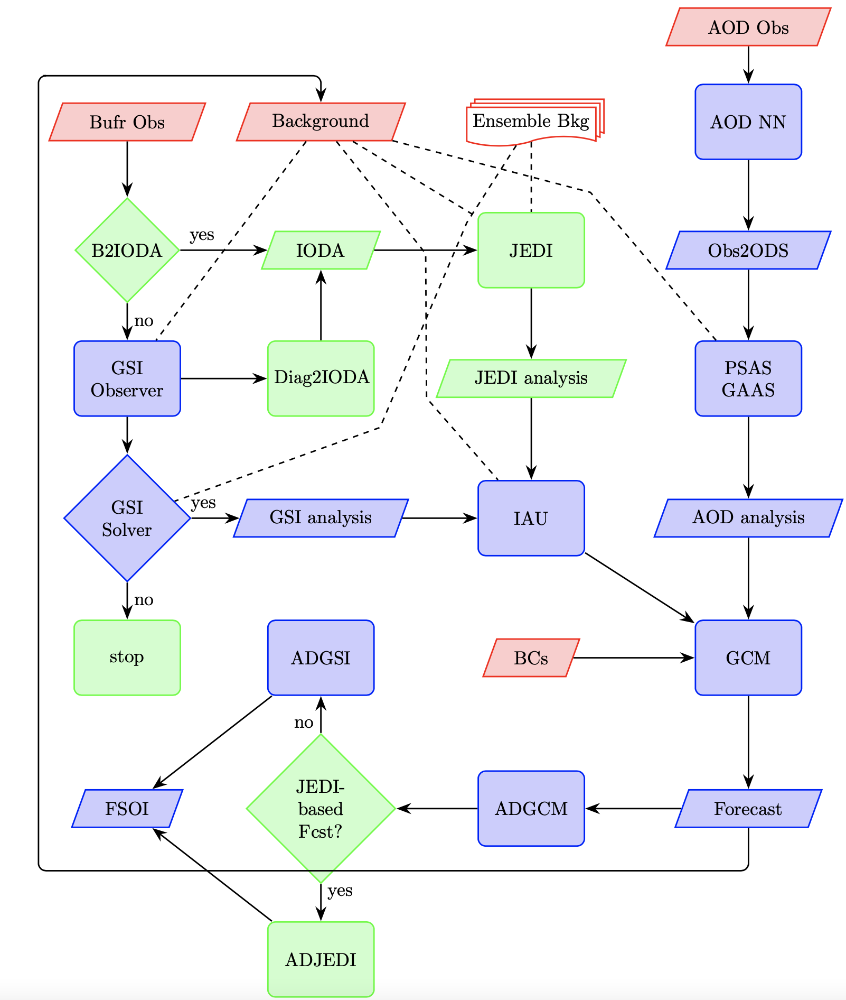 AOD Obs
Bufr Obs
Background
Ensemble Bkg
AOD NN
B2IODA
yes
IODA
JEDI
Obs2ODS
no
GSI
Observer
Diag2IODA
JEDI analysis
PSAS
GAAS
GSI
Solver
yes
GSI analysis
IAU
AOD analysis
no
stop
ADGSI
BCs
GCM
no
FSOI
JEDI-
based
Fcst?
ADGCM
Forecast
yes
ADJEDI